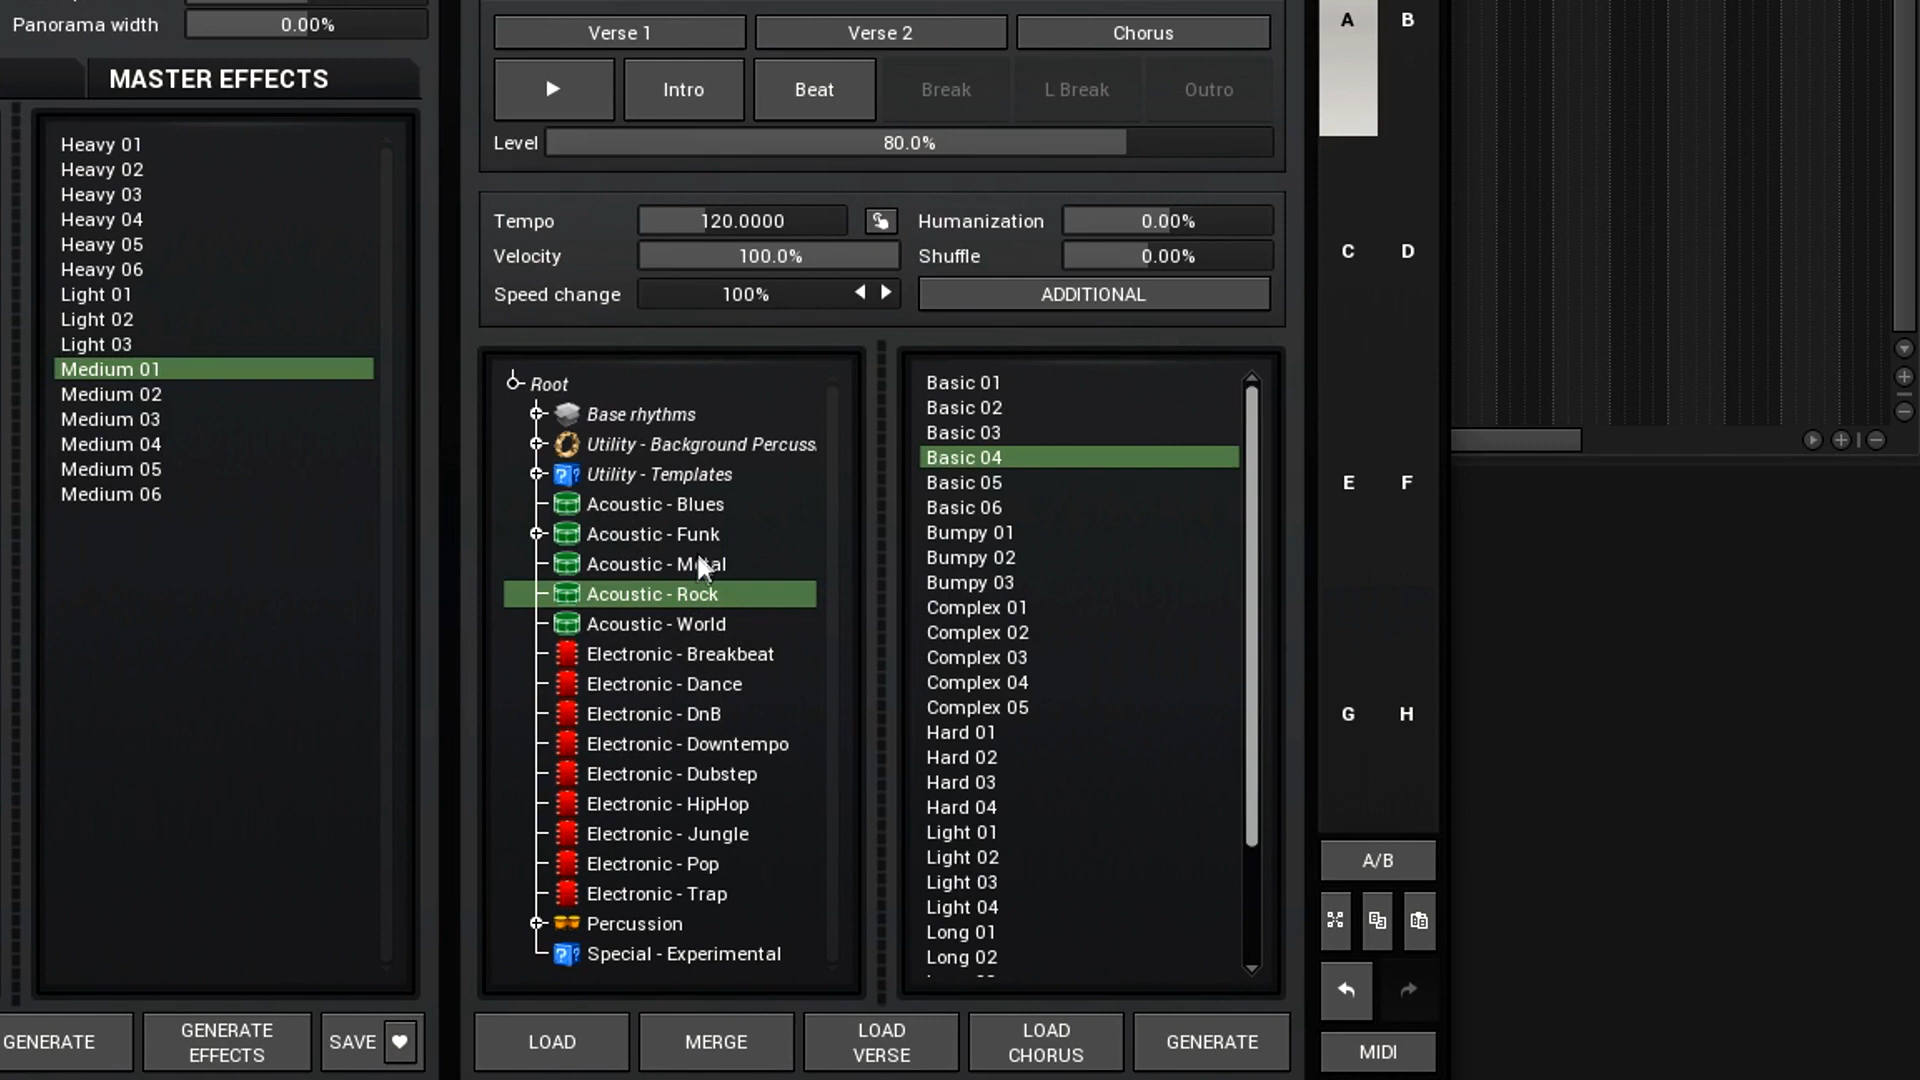 Panorama width
0.00%
MASTER EFFECTS
Heavy 01
Heavy 02
Heavy 03
Heavy 04
Heavy 05
Heavy 06
Light 01
Light 02
Light 03
Medium 01
Medium 02
Medium 03
Medium 04
Medium 05
Medium 06
GENERATE
GENERATE
EFFECTS
SAVE
Verse 1
Verse 2
Chorus
Intro
Beat
Break
L Break
Outro
Level
80.0%
Tempo
120.0000
Humanization
0.00%
Velocity
100.0%
Shuffle
0.00%
Speed change
100%
ADDITIONAL
Root
Base rhythms
Utility - Background Percuss
Utility - Templates
Acoustic - Blues
Acoustic - Funk
Acoustic - Metal
Acoustic - Rock
Acoustic - World
Electronic - Breakbeat
Electronic - Dance
Electronic - DnB
Electronic - Downtempo
Electronic - Dubstep
Electronic - HipHop
Electronic - Jungle
Electronic - Pop
Electronic - Trap
Percussion
Special - Experimental
Basic 01
Basic 02
Basic 03
Basic 04
Basic 05
Basic 06
Bumpy 01
Bumpy 02
Bumpy 03
Complex 01
Complex 02
Complex 03
Complex 04
Complex 05
Hard 01
Hard 02
Hard 03
Hard 04
Light 01
Light 02
Light 03
Light 04
Long 01
Long 02
LOAD
MERGE
LOAD
VERSE
LOAD
CHORUS
GENERATE
A B
C D
E F
G H
A/B
MIDI